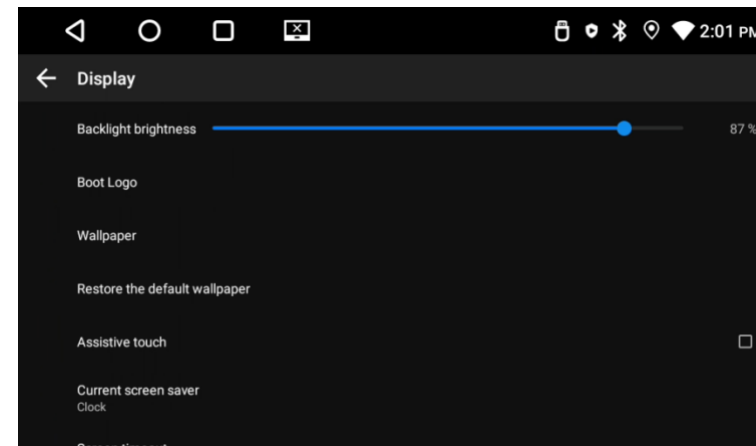 2:01 PM
Display
Backlight brightness 87 %
Boot Logo
Wallpaper
Restore the default wallpaper
Assistive touch
Current screen saver
Clock